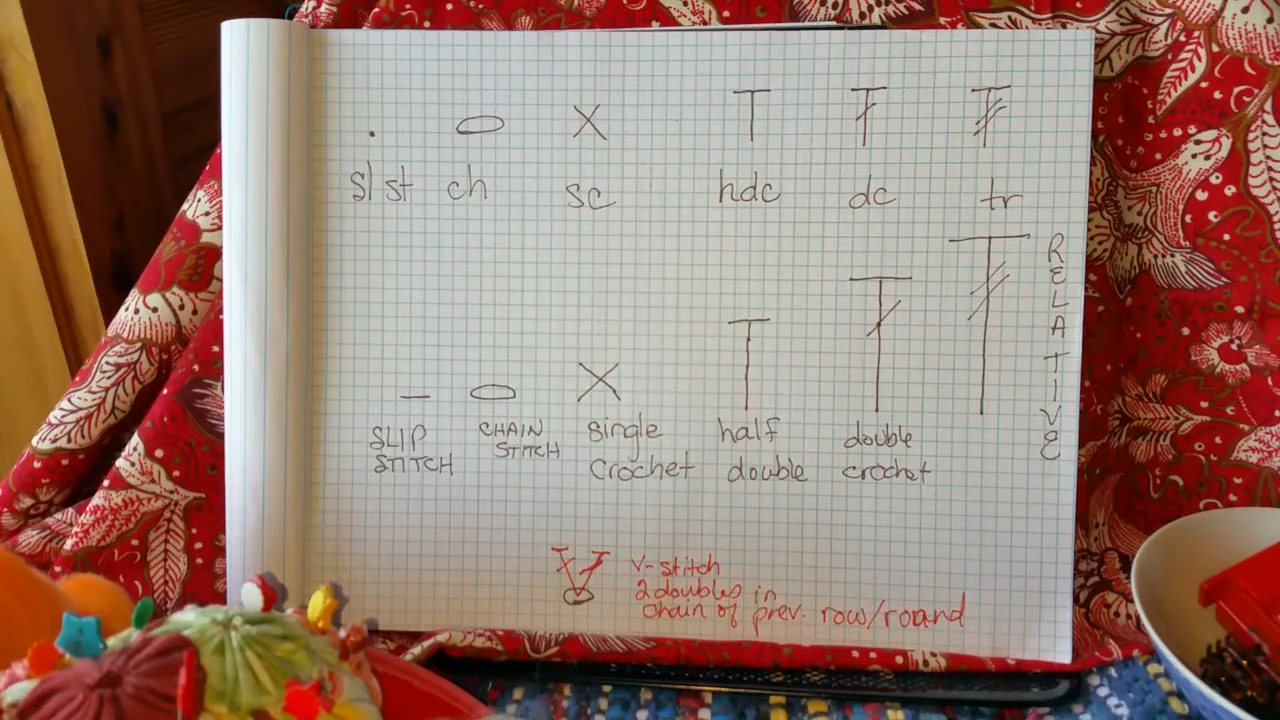 sl st ch sc hdc dc tr
RELATIVE
SLIP STITCH
CHAIN STITCH
single crochet
half double
double crochet
v-stitch
2 doubles in
chain of prev. row/round